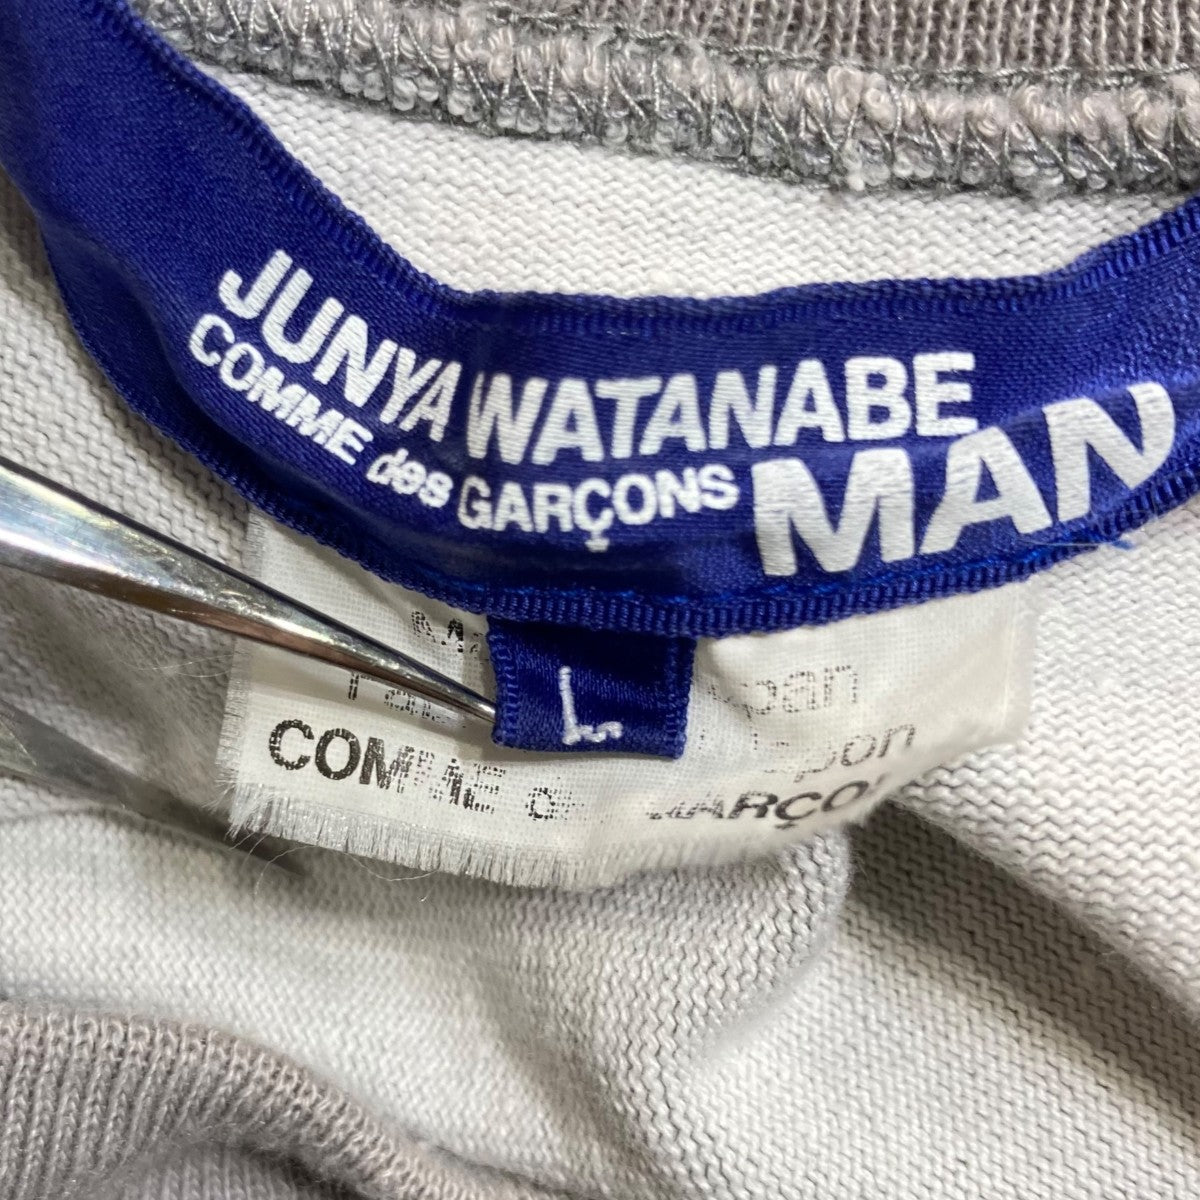 JUNYA WATANABE
COMME des GARÇONS MAN
L
COMME